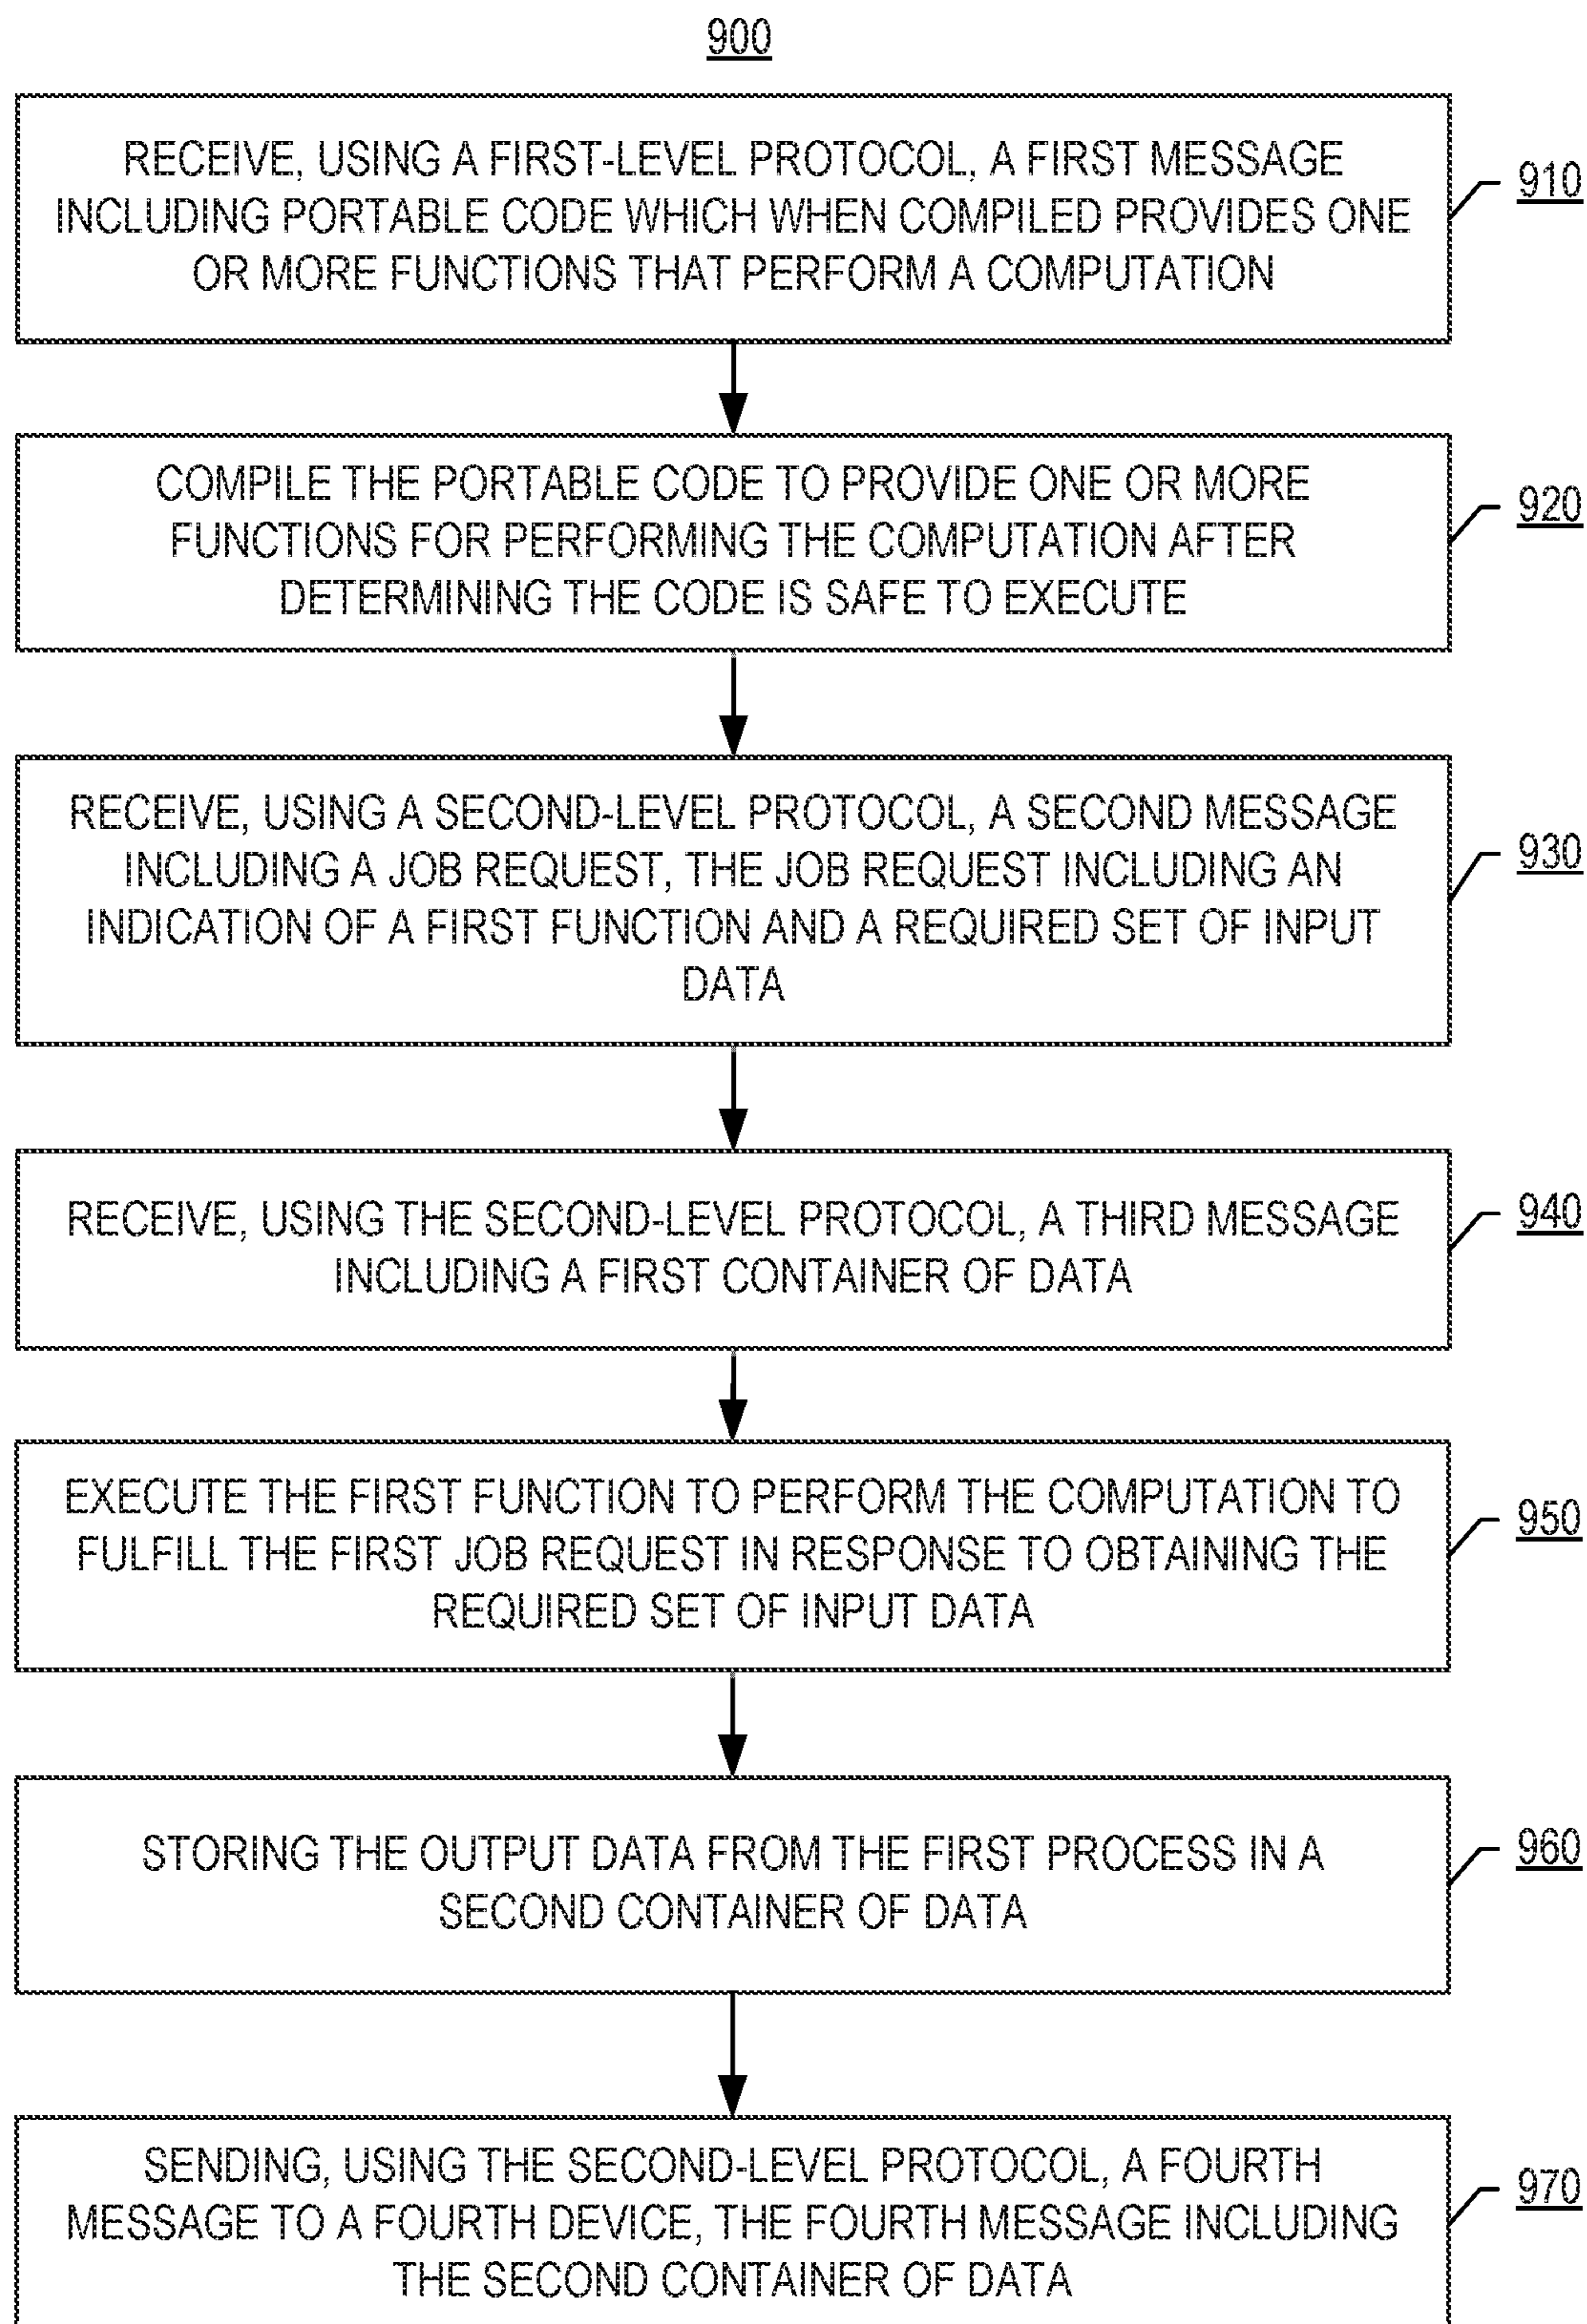 900
RECEIVE, USING A FIRST-LEVEL PROTOCOL, A FIRST MESSAGE
INCLUDING PORTABLE CODE WHICH WHEN COMPILED PROVIDES ONE
OR MORE FUNCTIONS THAT PERFORM A COMPUTATION
910
COMPILE THE PORTABLE CODE TO PROVIDE ONE OR MORE
FUNCTIONS FOR PERFORMING THE COMPUTATION AFTER
DETERMINING THE CODE IS SAFE TO EXECUTE
920
RECEIVE, USING A SECOND-LEVEL PROTOCOL, A SECOND MESSAGE
INCLUDING A JOB REQUEST, THE JOB REQUEST INCLUDING AN
INDICATION OF A FIRST FUNCTION AND A REQUIRED SET OF INPUT
DATA
930
RECEIVE, USING THE SECOND-LEVEL PROTOCOL, A THIRD MESSAGE
INCLUDING A FIRST CONTAINER OF DATA
940
EXECUTE THE FIRST FUNCTION TO PERFORM THE COMPUTATION TO
FULFILL THE FIRST JOB REQUEST IN RESPONSE TO OBTAINING THE
REQUIRED SET OF INPUT DATA
950
STORING THE OUTPUT DATA FROM THE FIRST PROCESS IN A
SECOND CONTAINER OF DATA
960
SENDING, USING THE SECOND-LEVEL PROTOCOL, A FOURTH
MESSAGE TO A FOURTH DEVICE, THE FOURTH MESSAGE INCLUDING
THE SECOND CONTAINER OF DATA
970